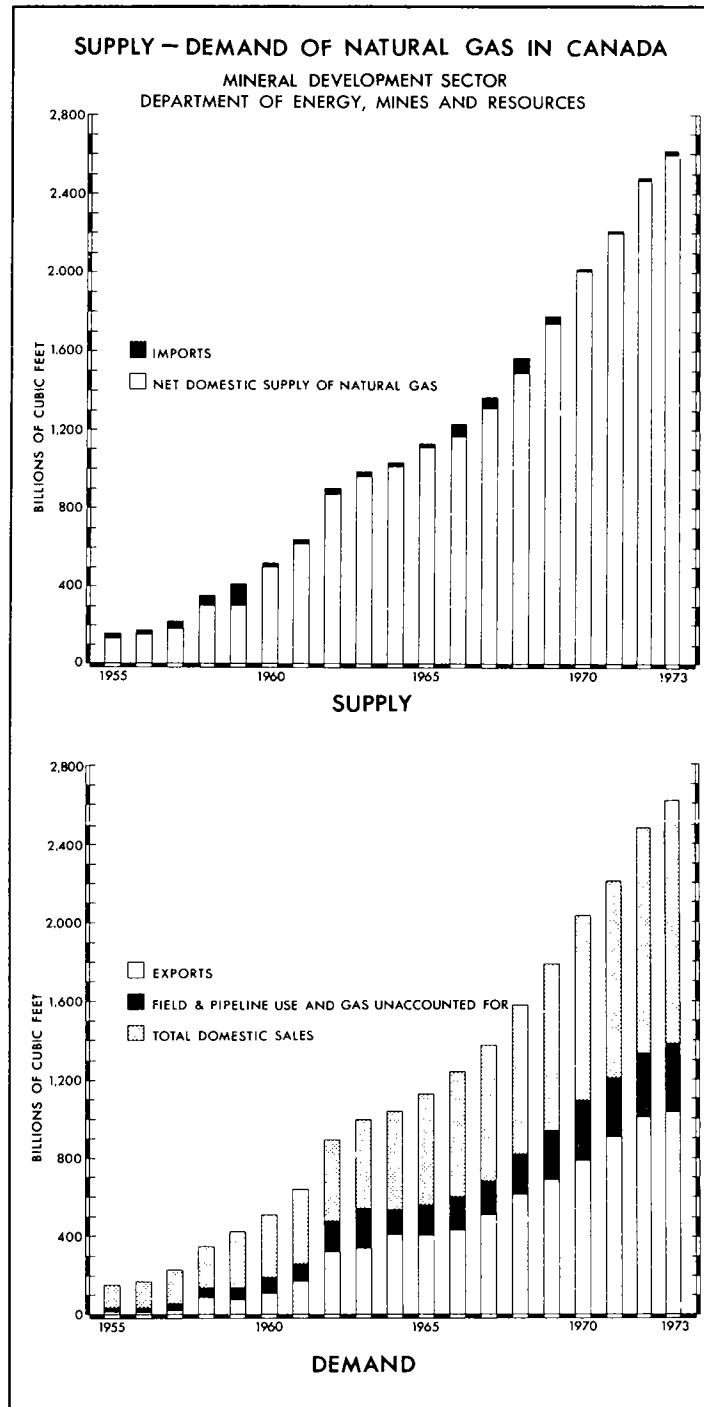 SUPPLY – DEMAND OF NATURAL GAS IN CANADA
MINERAL DEVELOPMENT SECTOR
DEPARTMENT OF ENERGY, MINES AND RESOURCES
BILLIONS OF CUBIC FEET
2,800
2,400
2.000
1.600
1,200
800
400
0
IMPORTS
NET DOMESTIC SUPPLY OF NATURAL GAS
1955
1960
1965
1970
1973
SUPPLY
BILLIONS OF CUBIC FEET
2,800
2,400
2,000
1,600
1,200
800
400
0
EXPORTS
FIELD & PIPELINE USE AND GAS UNACCOUNTED FOR
TOTAL DOMESTIC SALES
1955
1960
1965
1970
1973
DEMAND